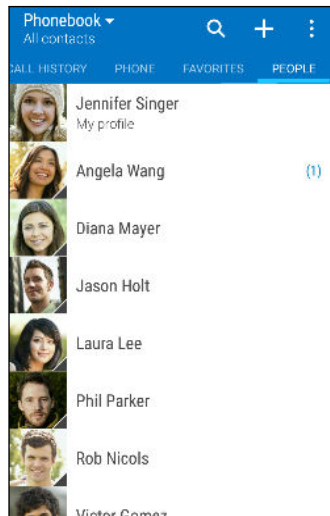 Phonebook
All contacts
CALL HISTORY PHONE FAVORITES PEOPLE
Jennifer Singer
My profile
Angela Wang (1)
Diana Mayer
Jason Holt
Laura Lee
Phil Parker
Rob Nicols
Victor Gomez